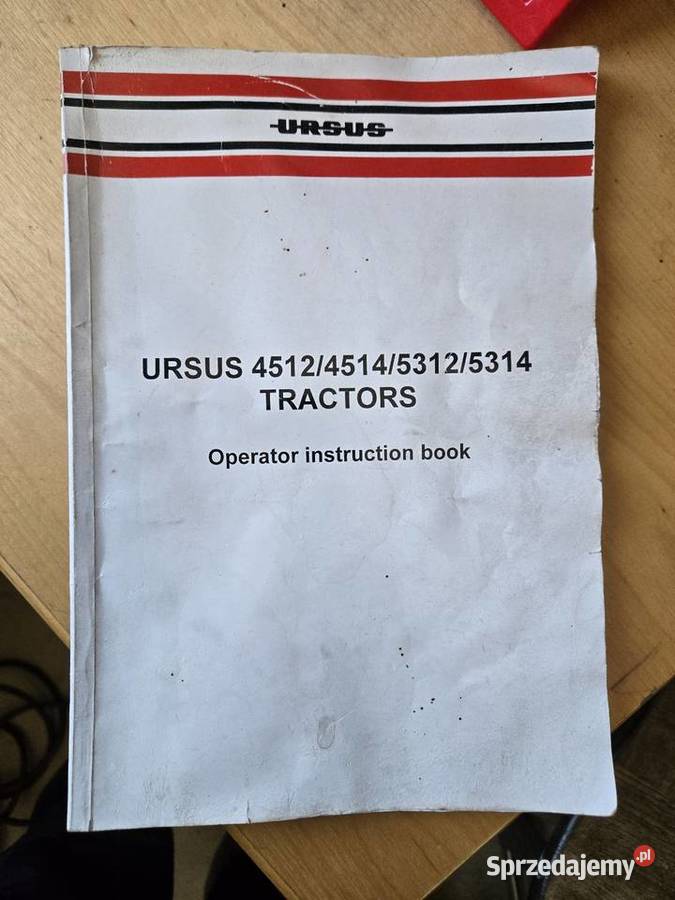 URSUS
URSUS 4512/4514/5312/5314
TRACTORS
Operator instruction book
Sprzedajemy.pl